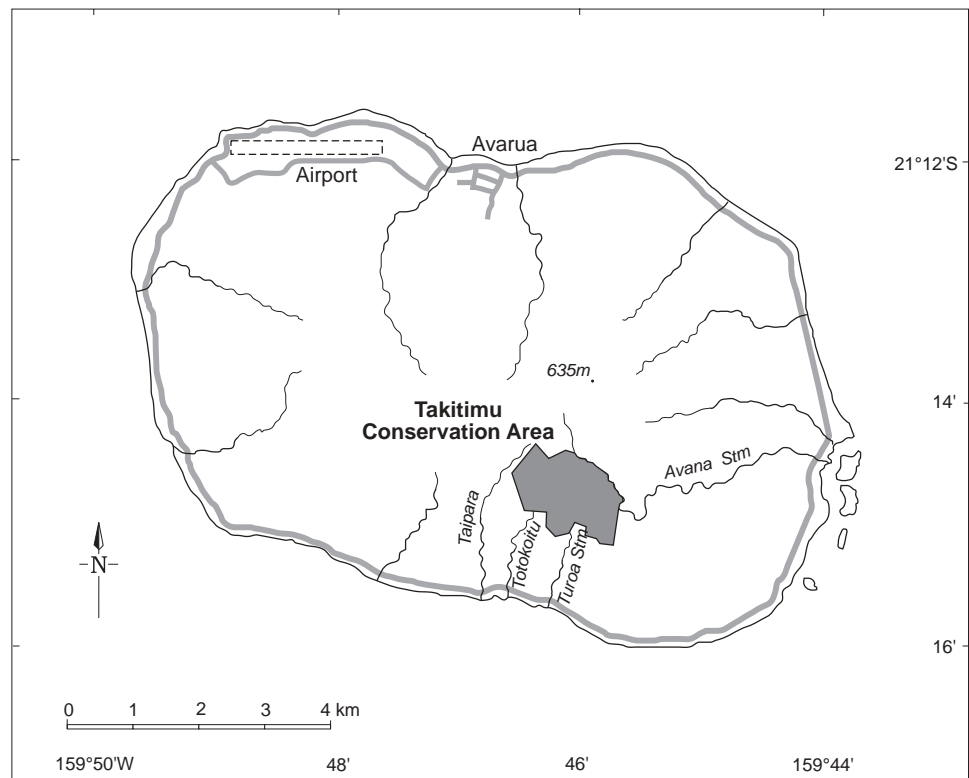 Avarua
21°12'S
Airport
635m
Takitimu
Conservation Area
14'
Avana Stm
Taipara
Totokoitu
Turoa Stm
N
16'
0 1 2 3 4 km
159°50'W 48' 46' 159°44'